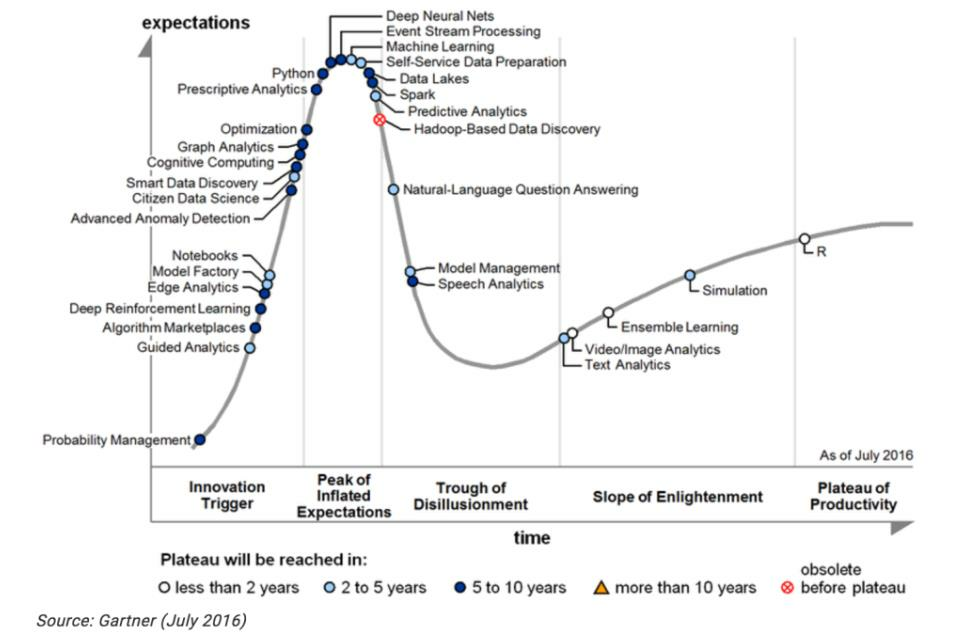 expectations
Deep Neural Nets
Event Stream Processing
Machine Learning
Self-Service Data Preparation
Python
Data Lakes
Prescriptive Analytics
Spark
Predictive Analytics
Hadoop-Based Data Discovery
Optimization
Graph Analytics
Cognitive Computing
Smart Data Discovery
Natural-Language Question Answering
Citizen Data Science
Advanced Anomaly Detection
Notebooks
Model Factory
Model Management
Edge Analytics
Speech Analytics
Deep Reinforcement Learning
Algorithm Marketplaces
Guided Analytics
R
Simulation
Ensemble Learning
Video/Image Analytics
Text Analytics
Probability Management
As of July 2016
Innovation
Trigger
Peak of
Inflated
Expectations
Trough of
Disillusionment
Slope of Enlightenment
Plateau of
Productivity
time
Plateau will be reached in:
less than 2 years
2 to 5 years
5 to 10 years
more than 10 years
obsolete
before plateau
Source: Gartner (July 2016)